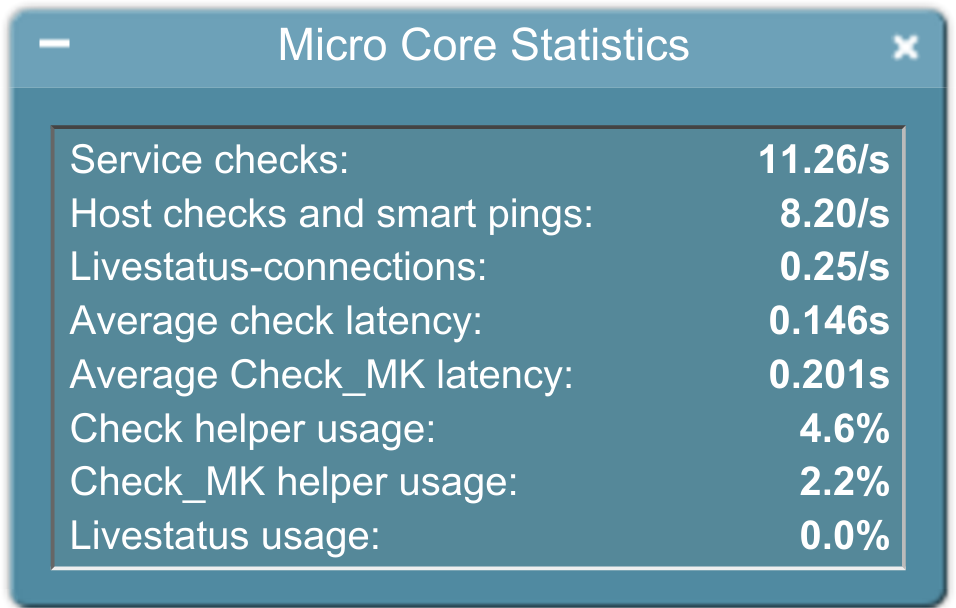 Micro Core Statistics
Service checks: 11.26/s
Host checks and smart pings: 8.20/s
Livestatus-connections: 0.25/s
Average check latency: 0.146s
Average Check_MK latency: 0.201s
Check helper usage: 4.6%
Check_MK helper usage: 2.2%
Livestatus usage: 0.0%